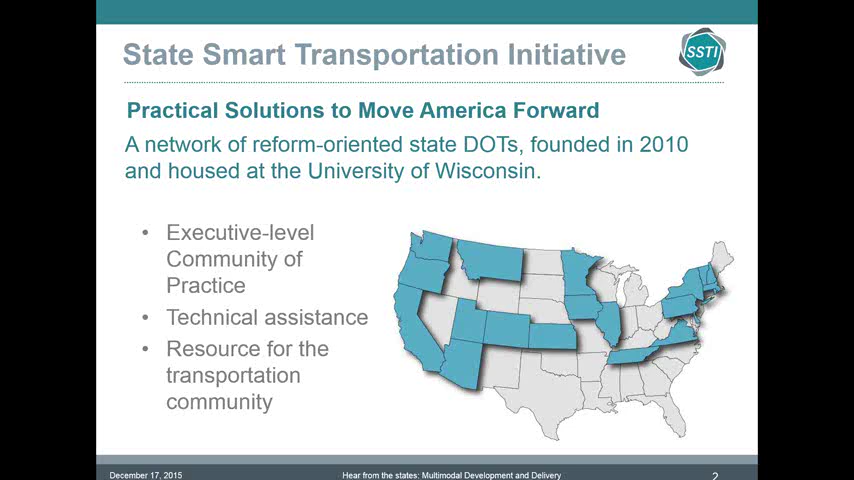 State Smart Transportation Initiative
SSTI
Practical Solutions to Move America Forward
A network of reform-oriented state DOTs, founded in 2010
and housed at the University of Wisconsin.
• Executive-level
Community of
Practice
• Technical assistance
• Resource for the
transportation
community
December 17, 2015
Hear from the states: Multimodal Development and Delivery
2